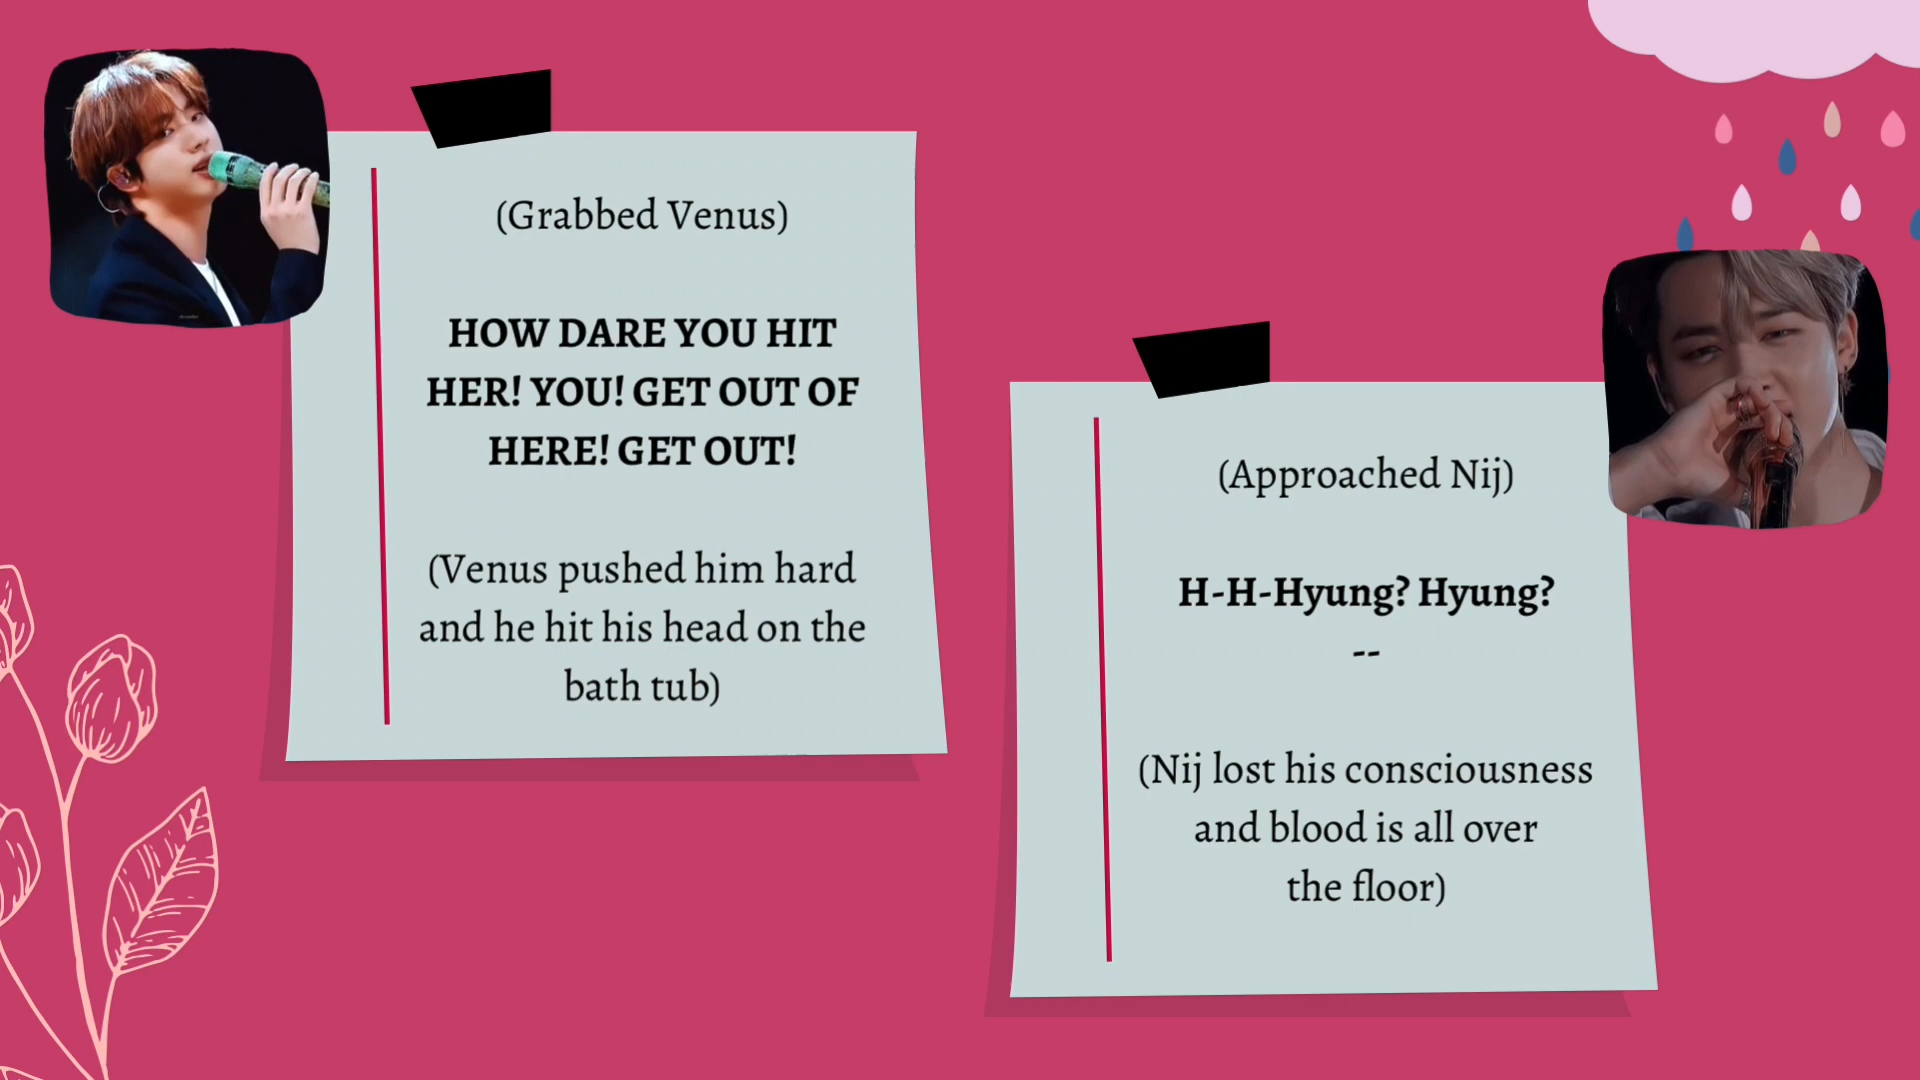 (Grabbed Venus)
HOW DARE YOU HIT
HER! YOU! GET OUT OF
HERE! GET OUT!
(Venus pushed him hard
and he hit his head on the
bath tub)
(Approached Nij)
H-H-Hyung? Hyung?
--
(Nij lost his consciousness
and blood is all over
the floor)